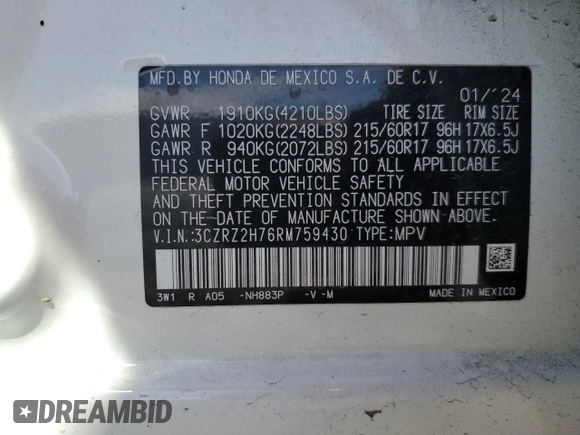 MFD.BY HONDA DE MEXICO S.A. DE C.V.
01/'24
GVWR 1910KG(4210LBS) TIRE SIZE RIM SIZE
GAWR F 1020KG(2248LBS) 215/60R17 96H 17X6.5J
GAWR R 940KG(2072LBS) 215/60R17 96H 17X6.5J
THIS VEHICLE CONFORMS TO ALL APPLICABLE
FEDERAL MOTOR VEHICLE SAFETY
AND THEFT PREVENTION STANDARDS IN EFFECT
ON THE DATE OF MANUFACTURE SHOWN ABOVE.
V.I.N.:3CZRZ2H76RM759430 TYPE:MPV
3W1 R A05 -NH883P -V-M MADE IN MEXICO
DREAMBID